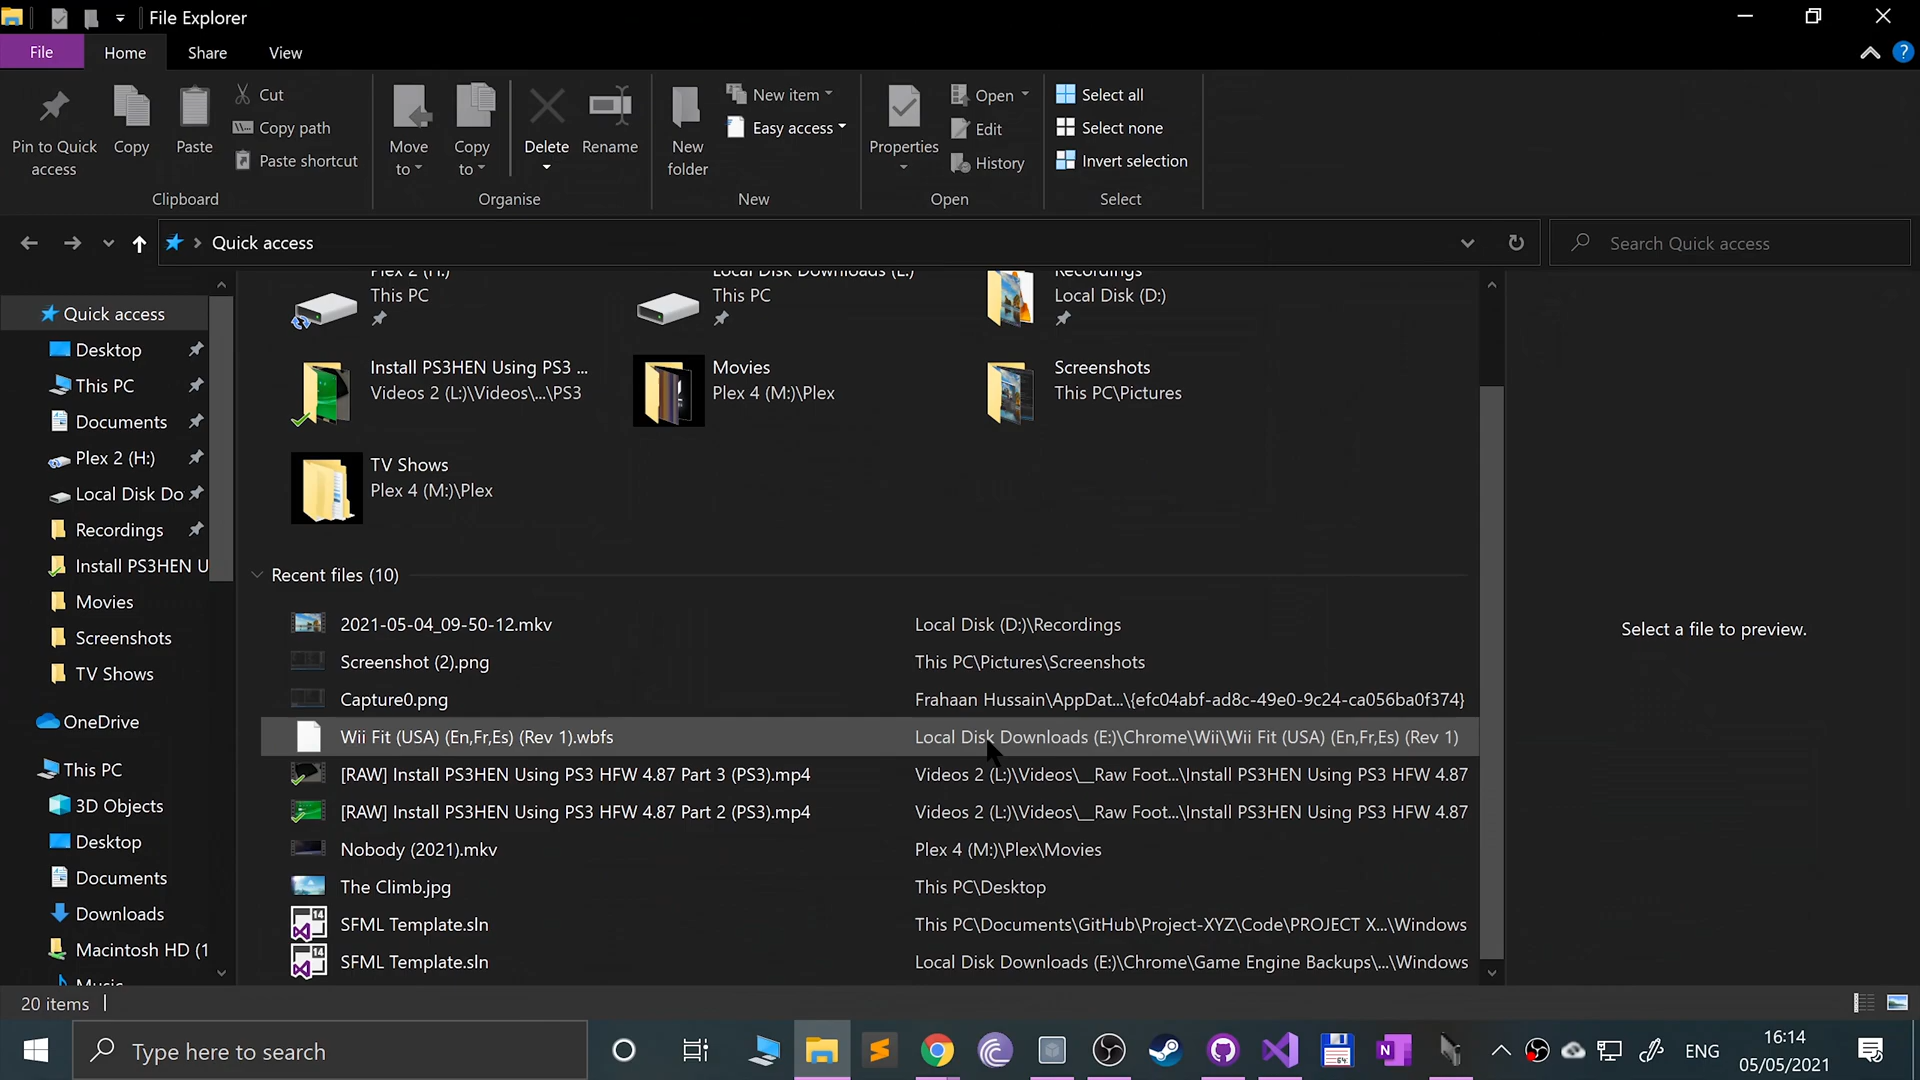 File Explorer
File Home Share View
Pin to Quick access
Copy
Paste
Cut
Copy path
Paste shortcut
Clipboard
Move to
Copy to
Delete
Rename
Organise
New folder
New item
Easy access
New
Properties
Open
Edit
History
Open
Select all
Select none
Invert selection
Select
Quick access
Search Quick access
Quick access
Desktop
This PC
Documents
Plex 2 (H:)
Local Disk Do
Recordings
Install PS3HEN U
Movies
Screenshots
TV Shows
OneDrive
This PC
3D Objects
Desktop
Documents
Downloads
Macintosh HD (1
Music
Plex 2 (H:)
This PC
Local Disk Downloads (E:)
This PC
Recordings
Local Disk (D:)
Install PS3HEN Using PS3 ...
Videos 2 (L:)\Videos\...\PS3
Movies
Plex 4 (M:)\Plex
Screenshots
This PC\Pictures
TV Shows
Plex 4 (M:)\Plex
Recent files (10)
2021-05-04_09-50-12.mkv Local Disk (D:)\Recordings
Screenshot (2).png This PC\Pictures\Screenshots
Capture0.png Frahaan Hussain\AppDat...\{efc04abf-ad8c-49e0-9c24-ca056ba0f374}
Wii Fit (USA) (En,Fr,Es) (Rev 1).wbfs Local Disk Downloads (E:)\Chrome\Wii\Wii Fit (USA) (En,Fr,Es) (Rev 1)
[RAW] Install PS3HEN Using PS3 HFW 4.87 Part 3 (PS3).mp4 Videos 2 (L:)\Videos\__Raw Foot...\Install PS3HEN Using PS3 HFW 4.87
[RAW] Install PS3HEN Using PS3 HFW 4.87 Part 2 (PS3).mp4 Videos 2 (L:)\Videos\__Raw Foot...\Install PS3HEN Using PS3 HFW 4.87
Nobody (2021).mkv Plex 4 (M:)\Plex\Movies
The Climb.jpg This PC\Desktop
SFML Template.sln This PC\Documents\GitHub\Project-XYZ\Code\PROJECT X...\Windows
SFML Template.sln Local Disk Downloads (E:)\Chrome\Game Engine Backups\...\Windows
Select a file to preview.
20 items
Type here to search
ENG
16:14
05/05/2021